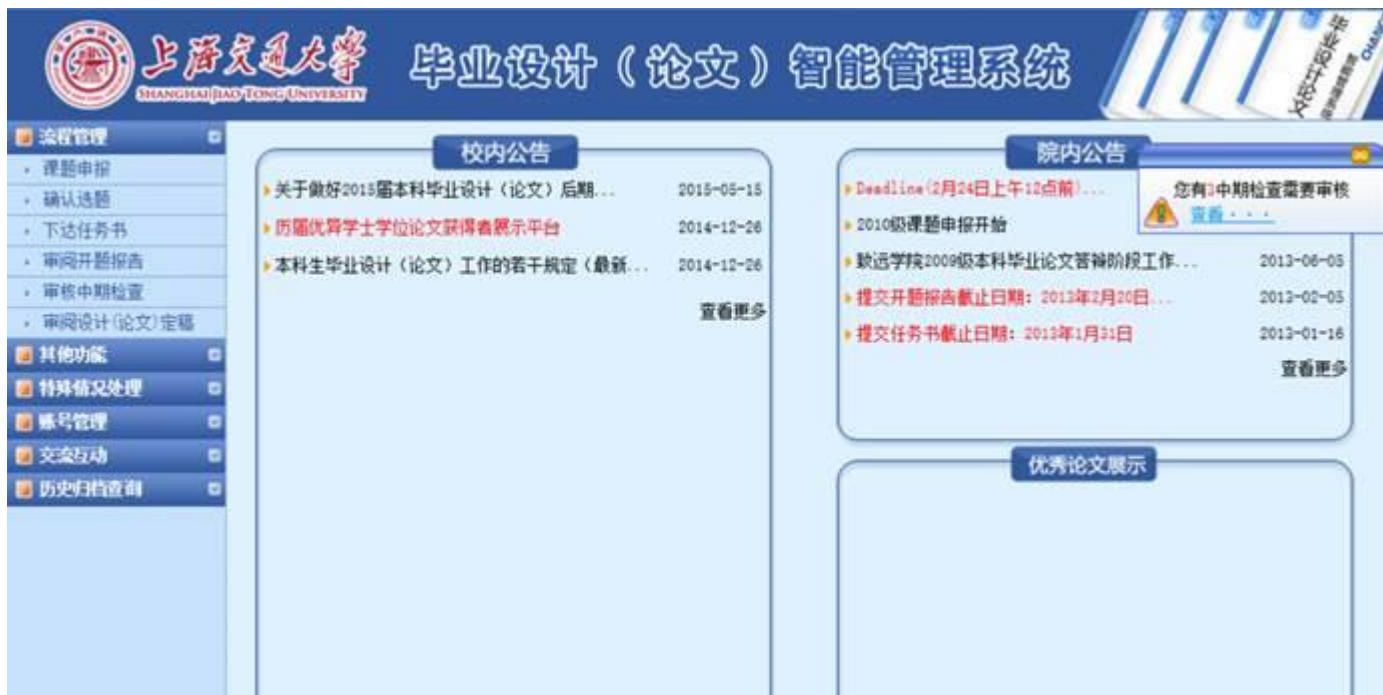 上海交通大学
SHANGHAI JIAO TONG UNIVERSITY
毕业设计（论文）智能管理系统
毕业设计论文
智能管理系统
流程管理
课题申报
确认选题
下达任务书
审阅开题报告
审核中期检查
审阅设计(论文)定稿
其他功能
特殊情况处理
账号管理
交流互动
历史归档查询
校内公告
关于做好2015届本科毕业设计（论文）后期... 2015-05-15
历届优异学士学位论文获得者展示平台 2014-12-26
本科生毕业设计（论文）工作的若干规定（最新... 2014-12-26
查看更多
院内公告
Deadline(2月24日上午12点前)...
2010级课题申报开始
致远学院2009级本科毕业论文答辩阶段工作... 2013-06-05
提交开题报告截止日期：2013年2月20日... 2013-02-05
提交任务书截止日期：2013年1月31日 2013-01-16
查看更多
您有3中期检查需要审核
查看···
优秀论文展示